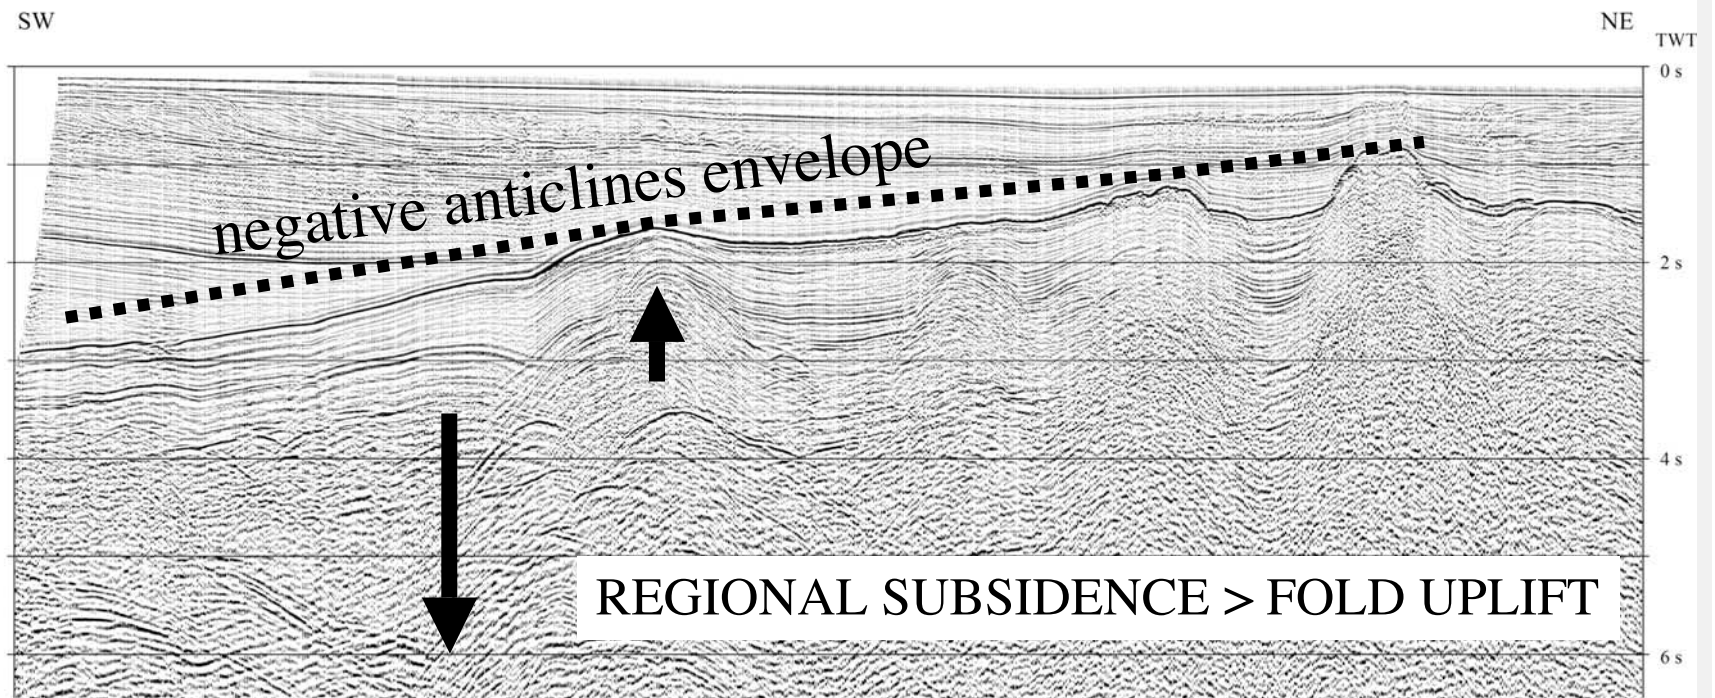 SW
NE
TWT
0 s
negative anticlines envelope
2 s
4 s
REGIONAL SUBSIDENCE > FOLD UPLIFT
6 s